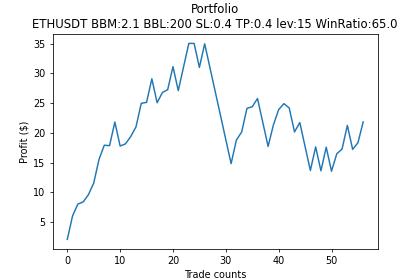 Portfolio
ETHUSDT BBM:2.1 BBL:200 SL:0.4 TP:0.4 lev:15 WinRatio:65.0
35
30
25
20
15
10
5
Profit ($)
0 10 20 30 40 50
Trade counts